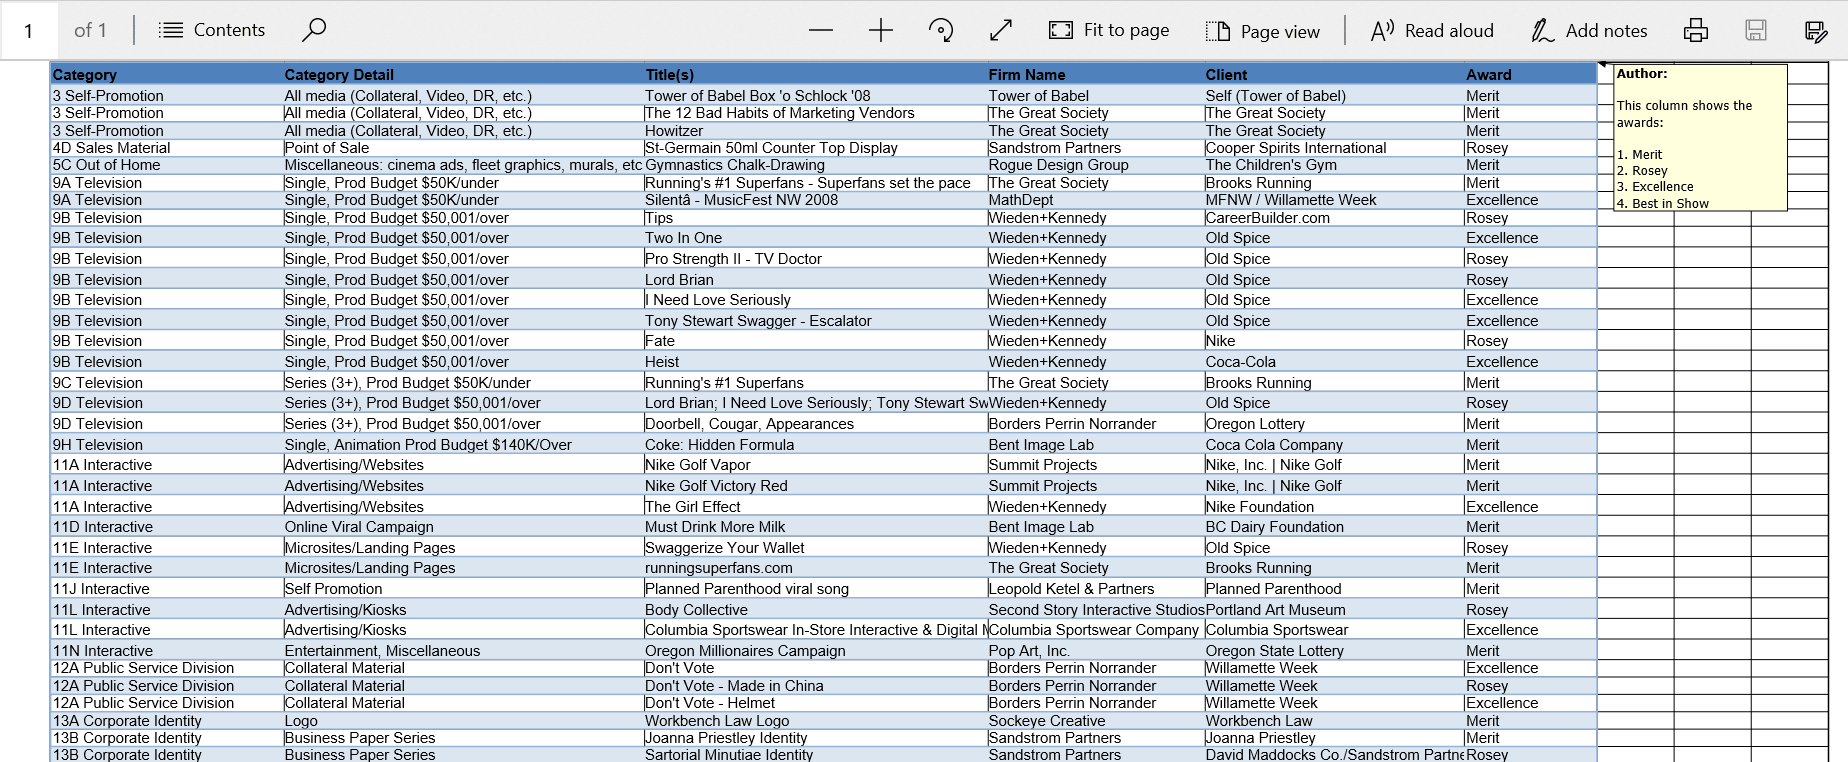 1 of 1 Contents Fit to page Page view Read aloud Add notes
Category Category Detail Title(s) Firm Name Client Award
3 Self-Promotion All media (Collateral, Video, DR, etc.) Tower of Babel Box 'o Schlock '08 Tower of Babel Self (Tower of Babel) Merit
3 Self-Promotion All media (Collateral, Video, DR, etc.) The 12 Bad Habits of Marketing Vendors The Great Society The Great Society Merit
3 Self-Promotion All media (Collateral, Video, DR, etc.) Howitzer The Great Society The Great Society Merit
4D Sales Material Point of Sale St-Germain 50ml Counter Top Display Sandstrom Partners Cooper Spirits International Rosey
5C Out of Home Miscellaneous: cinema ads, fleet graphics, murals, etc Gymnastics Chalk-Drawing Rogue Design Group The Children's Gym Merit
9A Television Single, Prod Budget $50K/under Running's #1 Superfans - Superfans set the pace The Great Society Brooks Running Merit
9A Television Single, Prod Budget $50K/under Silentâ - MusicFest NW 2008 MathDept MFNW / Willamette Week Excellence
9B Television Single, Prod Budget $50,001/over Tips Wieden+Kennedy CareerBuilder.com Rosey
9B Television Single, Prod Budget $50,001/over Two In One Wieden+Kennedy Old Spice Excellence
9B Television Single, Prod Budget $50,001/over Pro Strength II - TV Doctor Wieden+Kennedy Old Spice Rosey
9B Television Single, Prod Budget $50,001/over Lord Brian Wieden+Kennedy Old Spice Rosey
9B Television Single, Prod Budget $50,001/over I Need Love Seriously Wieden+Kennedy Old Spice Excellence
9B Television Single, Prod Budget $50,001/over Tony Stewart Swagger - Escalator Wieden+Kennedy Old Spice Excellence
9B Television Single, Prod Budget $50,001/over Fate Wieden+Kennedy Nike Rosey
9B Television Single, Prod Budget $50,001/over Heist Wieden+Kennedy Coca-Cola Excellence
9C Television Series (3+), Prod Budget $50K/under Running's #1 Superfans The Great Society Brooks Running Merit
9D Television Series (3+), Prod Budget $50,001/over Lord Brian; I Need Love Seriously; Tony Stewart Sw Wieden+Kennedy Old Spice Rosey
9D Television Series (3+), Prod Budget $50,001/over Doorbell, Cougar, Appearances Borders Perrin Norrander Oregon Lottery Merit
9H Television Single, Animation Prod Budget $140K/Over Coke: Hidden Formula Bent Image Lab Coca Cola Company Merit
11A Interactive Advertising/Websites Nike Golf Vapor Summit Projects Nike, Inc. | Nike Golf Merit
11A Interactive Advertising/Websites Nike Golf Victory Red Summit Projects Nike, Inc. | Nike Golf Merit
11A Interactive Advertising/Websites The Girl Effect Wieden+Kennedy Nike Foundation Excellence
11D Interactive Online Viral Campaign Must Drink More Milk Bent Image Lab BC Dairy Foundation Merit
11E Interactive Microsites/Landing Pages Swaggerize Your Wallet Wieden+Kennedy Old Spice Rosey
11E Interactive Microsites/Landing Pages runningsuperfans.com The Great Society Brooks Running Merit
11J Interactive Self Promotion Planned Parenthood viral song Leopold Ketel & Partners Planned Parenthood Merit
11L Interactive Advertising/Kiosks Body Collective Second Story Interactive Studios Portland Art Museum Rosey
11L Interactive Advertising/Kiosks Columbia Sportswear In-Store Interactive & Digital Columbia Sportswear Company Columbia Sportswear Excellence
11N Interactive Entertainment, Miscellaneous Oregon Millionaires Campaign Pop Art, Inc. Oregon State Lottery Merit
12A Public Service Division Collateral Material Don't Vote Borders Perrin Norrander Willamette Week Excellence
12A Public Service Division Collateral Material Don't Vote - Made in China Borders Perrin Norrander Willamette Week Rosey
12A Public Service Division Collateral Material Don't Vote - Helmet Borders Perrin Norrander Willamette Week Excellence
13A Corporate Identity Logo Workbench Law Logo Sockeye Creative Workbench Law Merit
13B Corporate Identity Business Paper Series Joanna Priestley Identity Sandstrom Partners Joanna Priestley Merit
13B Corporate Identity Business Paper Series Sartorial Minutiae Identity Sandstrom Partners David Maddocks Co./Sandstrom Partne Rosey
Author:
This column shows the
awards:
1. Merit
2. Rosey
3. Excellence
4. Best in Show